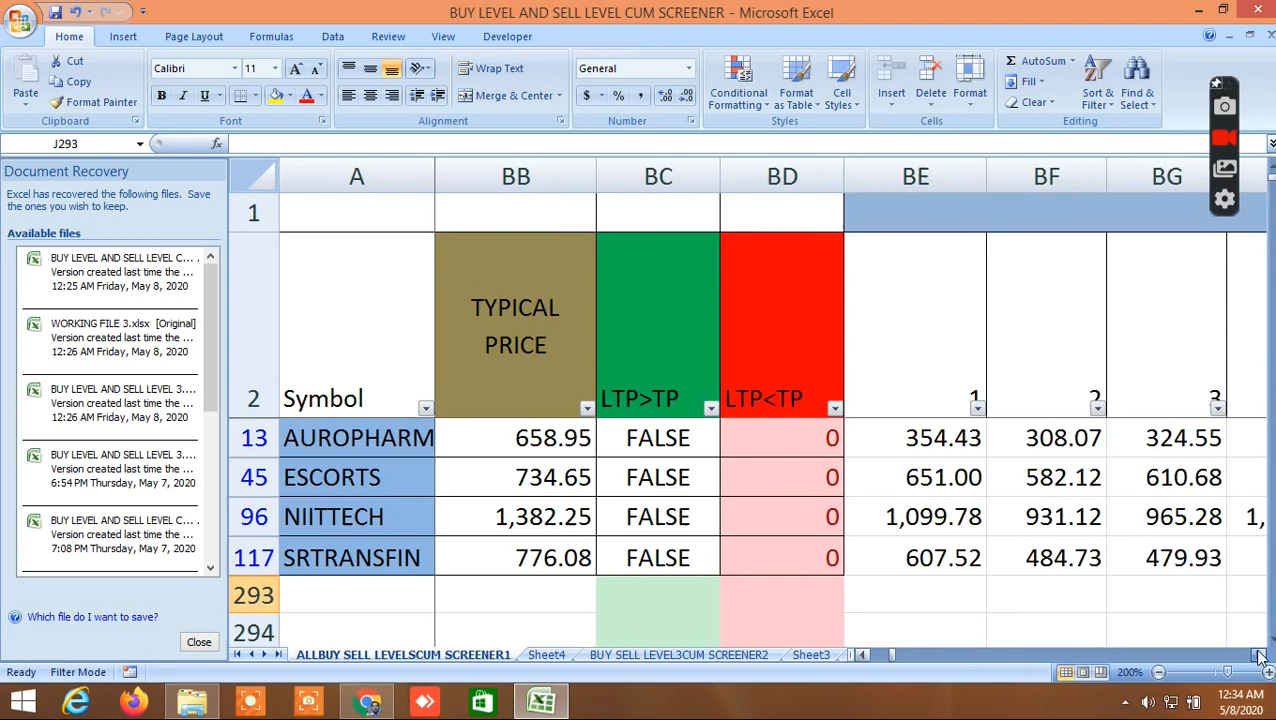 BUY LEVEL AND SELL LEVEL CUM SCREENER - Microsoft Excel
Home Insert Page Layout Formulas Data Review View Developer
Paste Cut Copy Format Painter
Calibri 11 B I U A A A
Wrap Text Merge & Center
General $ % ,
Conditional Formatting Format as Table Cell Styles
Insert Delete Format
AutoSum Fill Clear Sort & Filter Find & Select
Clipboard Font Alignment Number Styles Cells Editing
J293 fx
Document Recovery
Excel has recovered the following files. Save
the ones you wish to keep.
Available files
BUY LEVEL AND SELL LEVEL C...
Version created last time the ...
12:25 AM Friday, May 8, 2020
WORKING FILE 3.xlsx [Original]
Version created last time the ...
12:26 AM Friday, May 8, 2020
BUY LEVEL AND SELL LEVEL 3....
Version created last time the ...
12:26 AM Friday, May 8, 2020
BUY LEVEL AND SELL LEVEL 3....
Version created last time the ...
6:54 PM Thursday, May 7, 2020
BUY LEVEL AND SELL LEVEL C...
Version created last time the ...
7:08 PM Thursday, May 7, 2020
Which file do I want to save?
Close
A BB BC BD BE BF BG
1
TYPICAL
PRICE
2 Symbol LTP>TP LTP<TP 1 2 3
13 AUROPHARM 658.95 FALSE 0 354.43 308.07 324.55
45 ESCORTS 734.65 FALSE 0 651.00 582.12 610.68
96 NIITTECH 1,382.25 FALSE 0 1,099.78 931.12 965.28 1,
117 SRTRANSFIN 776.08 FALSE 0 607.52 484.73 479.93
293
294
ALLBUY SELL LEVELSCUM SCREENER1 Sheet4 BUY SELL LEVEL3CUM SCREENER2 Sheet3
Ready Filter Mode 200%
12:34 AM
5/8/2020